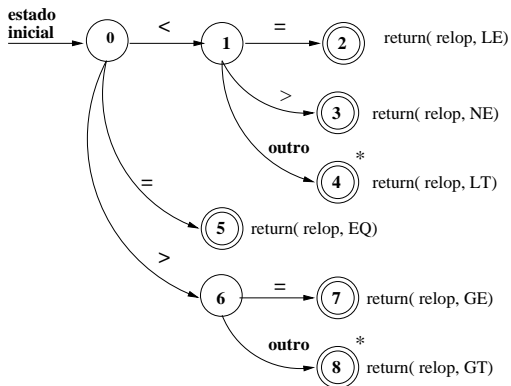 estado
inicial
0 < 1 = 2 return( relop, LE)
> 3 return( relop, NE)
outro 4 * return( relop, LT)
= 5 return( relop, EQ)
> 6 = 7 return( relop, GE)
outro 8 * return( relop, GT)